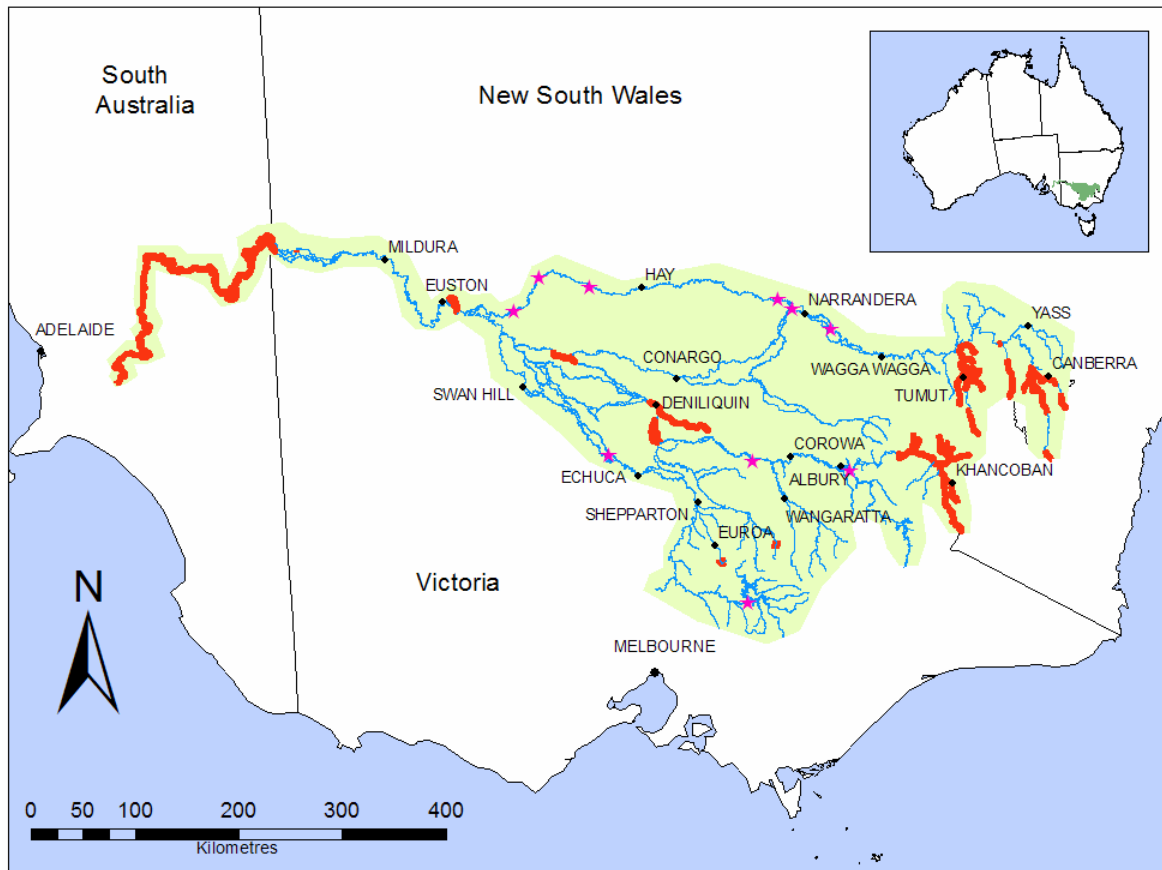 South
Australia
New South Wales
MILDURA
EUSTON
HAY
NARRANDERA
YASS
ADELAIDE
CONARGO
WAGGA WAGGA
CANBERRA
SWAN HILL
TUMUT
DENILIQUIN
COROWA
ECHUCA
ALBURY
KHANCOBAN
SHEPPARTON
WANGARATTA
EUROA
N
Victoria
MELBOURNE
0 50 100 200 300 400
Kilometres